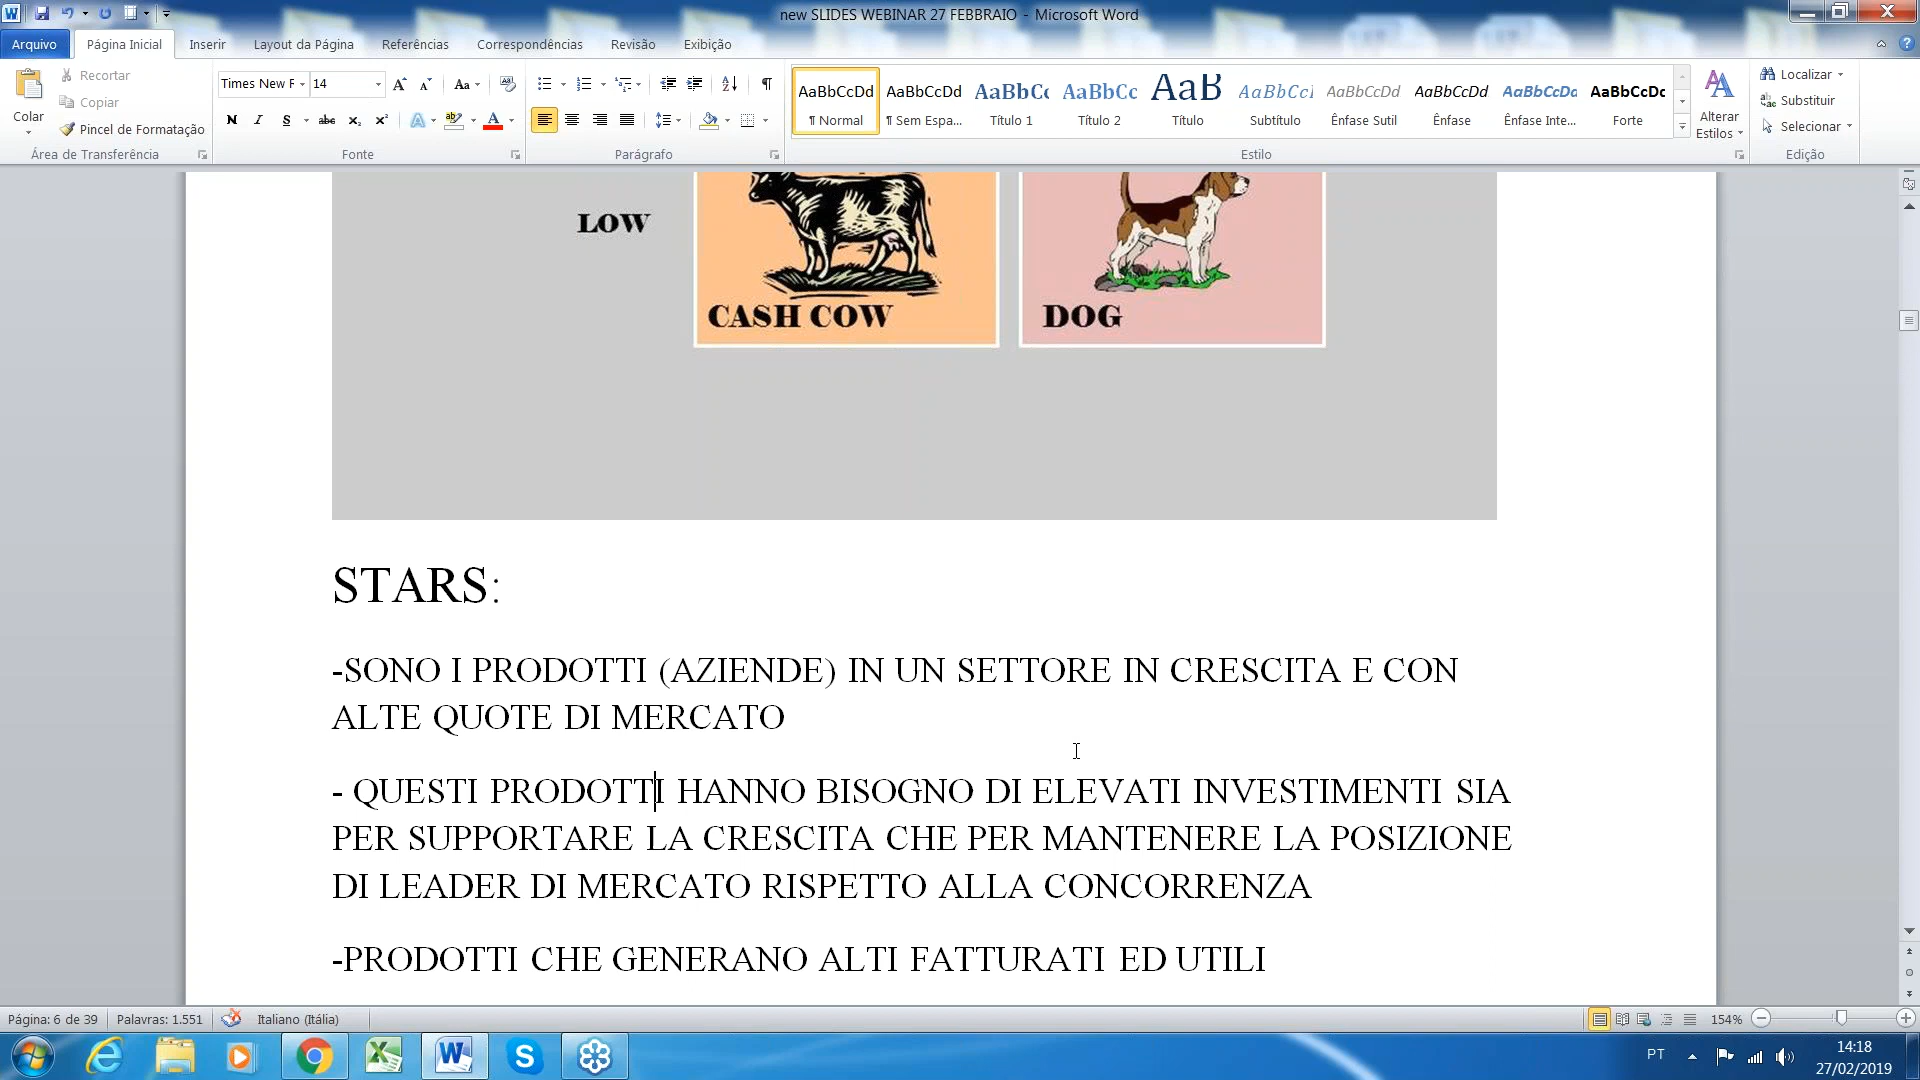 new SLIDES WEBINAR 27 FEBBRAIO - Microsoft Word
Arquivo Página Inicial Inserir Layout da Página Referências Correspondências Revisão Exibição
Colar
Recortar
Copiar
Pincel de Formatação
Área de Transferência
Times New F 14
N I S abc x₂ x² A A
Fonte
Parágrafo
AaBbCcDd AaBbCcDd AaBbCc AaBbCc AaB AaBbCcI AaBbCcDd AaBbCcDd AaBbCcDd AaBbCcDc
¶ Normal ¶ Sem Espa... Título 1 Título 2 Título Subtítulo Ênfase Sutil Ênfase Ênfase Inte... Forte
Estilo
Alterar
Estilos
Localizar
Substituir
Selecionar
Edição
LOW
CASH COW
DOG
STARS:
-SONO I PRODOTTI (AZIENDE) IN UN SETTORE IN CRESCITA E CON
ALTE QUOTE DI MERCATO
- QUESTI PRODOTTI HANNO BISOGNO DI ELEVATI INVESTIMENTI SIA
PER SUPPORTARE LA CRESCITA CHE PER MANTENERE LA POSIZIONE
DI LEADER DI MERCATO RISPETTO ALLA CONCORRENZA
-PRODOTTI CHE GENERANO ALTI FATTURATI ED UTILI
Página: 6 de 39 Palavras: 1.551 Italiano (Itália) 154%
PT
14:18
27/02/2019